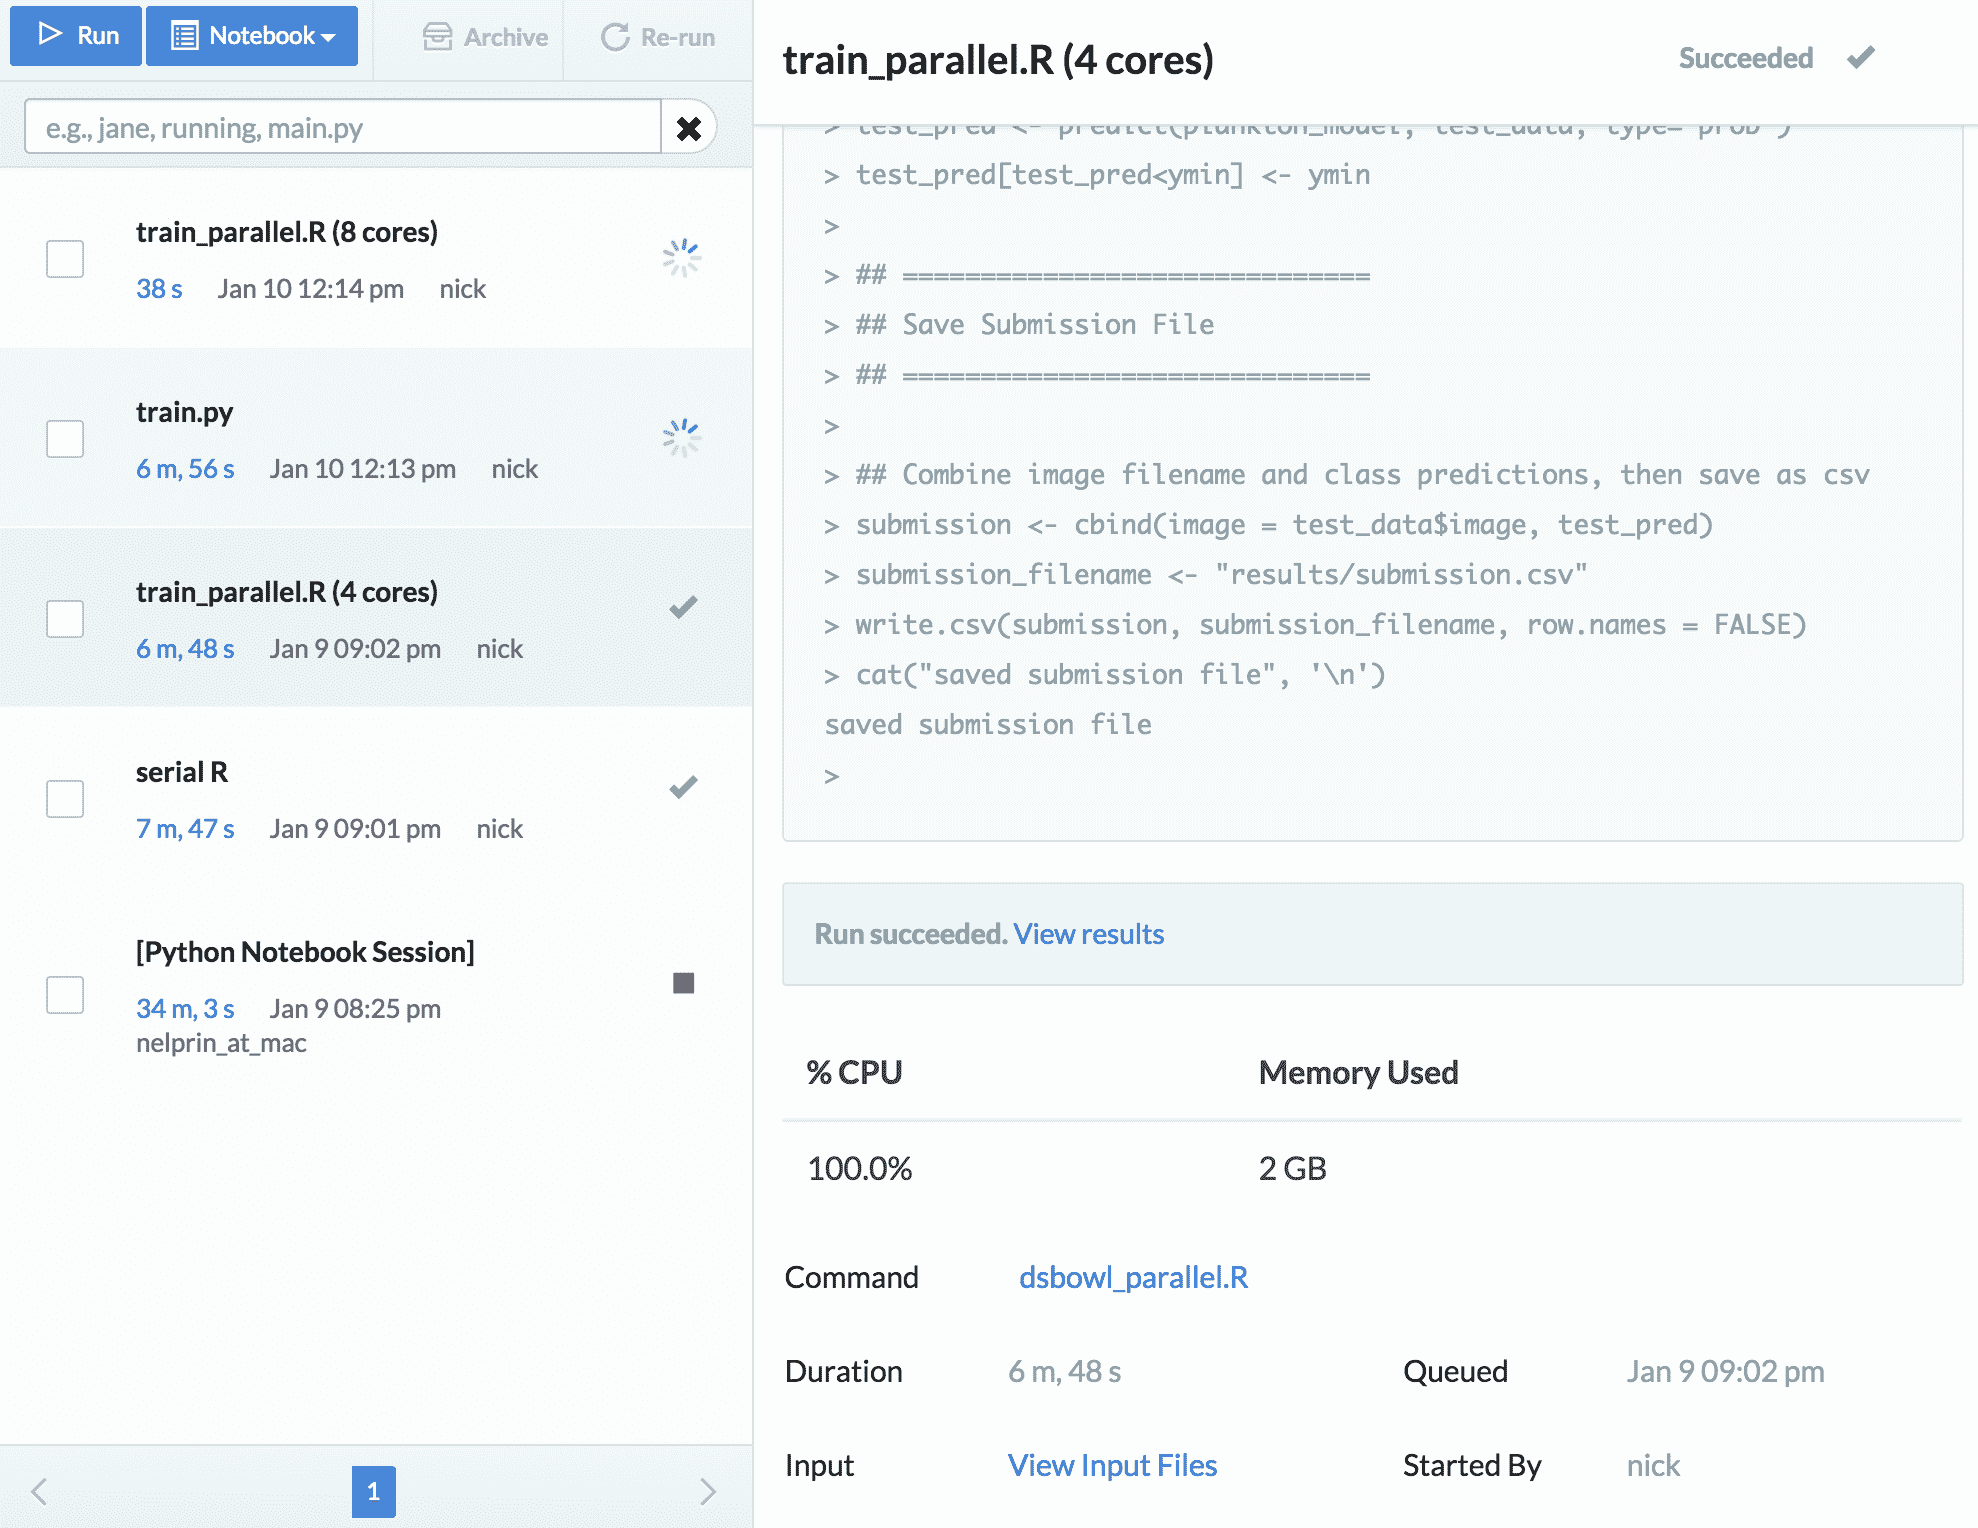 Run
Notebook
Archive
Re-run
e.g., jane, running, main.py
train_parallel.R (8 cores)
38 s Jan 10 12:14 pm nick
train.py
6 m, 56 s Jan 10 12:13 pm nick
train_parallel.R (4 cores)
6 m, 48 s Jan 9 09:02 pm nick
serial R
7 m, 47 s Jan 9 09:01 pm nick
[Python Notebook Session]
34 m, 3 s Jan 9 08:25 pm
nelprin_at_mac
1
train_parallel.R (4 cores)
Succeeded
> test_pred <- predict(plankton_model, test_data, type="prob")
> test_pred[test_pred<ymin] <- ymin
>
> ## ==============================
> ## Save Submission File
> ## ==============================
>
> ## Combine image filename and class predictions, then save as csv
> submission <- cbind(image = test_data$image, test_pred)
> submission_filename <- "results/submission.csv"
> write.csv(submission, submission_filename, row.names = FALSE)
> cat("saved submission file", '\n')
saved submission file
>
Run succeeded. View results
% CPU Memory Used
100.0% 2 GB
Command dsbowl_parallel.R
Duration 6 m, 48 s Queued Jan 9 09:02 pm
Input View Input Files Started By nick